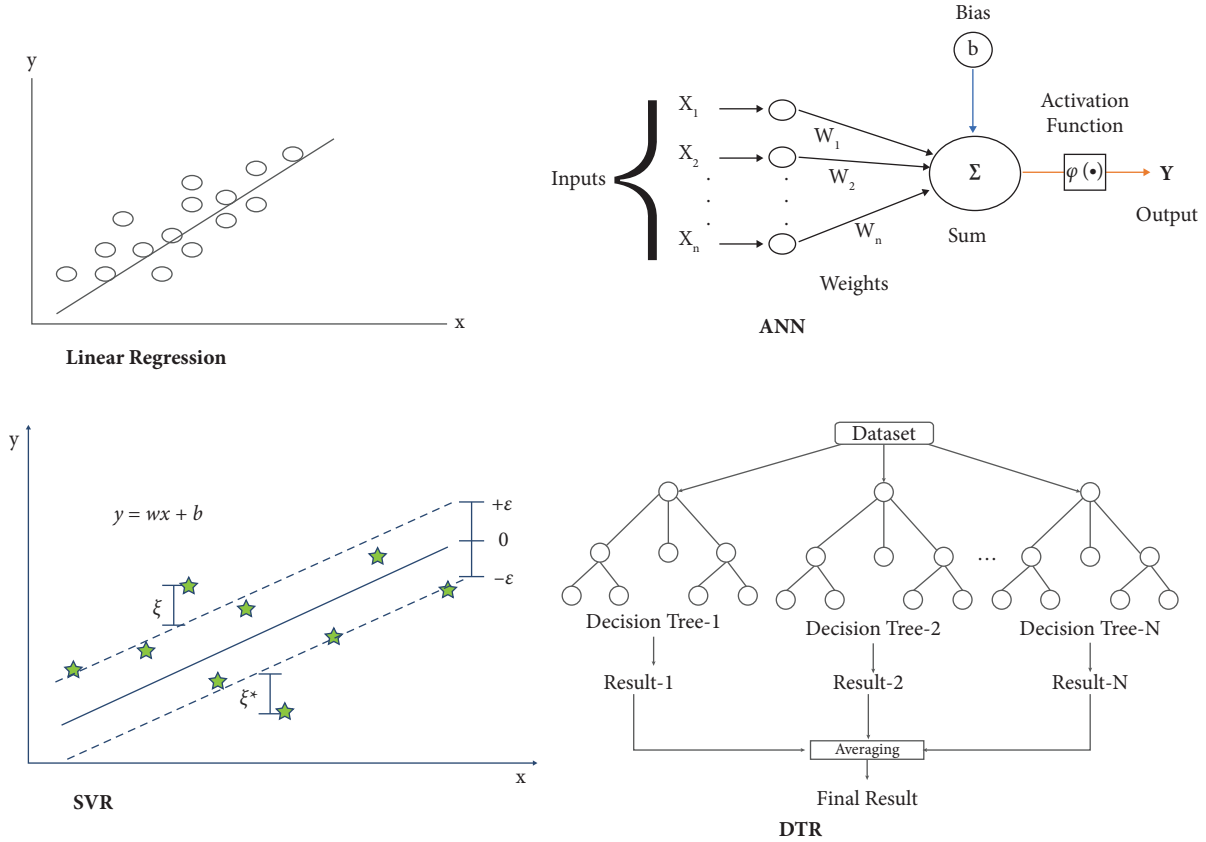 y
x
Linear Regression
Bias
b
Activation
Function
Inputs
X1
X2
Xn
W1
W2
Wn
Σ
φ (•)
Y
Output
Sum
Weights
ANN
y
y = wx + b
+ε
0
−ε
ξ
ξ*
x
SVR
Dataset
...
Decision Tree-1
Decision Tree-2
Decision Tree-N
Result-1
Result-2
Result-N
Averaging
Final Result
DTR